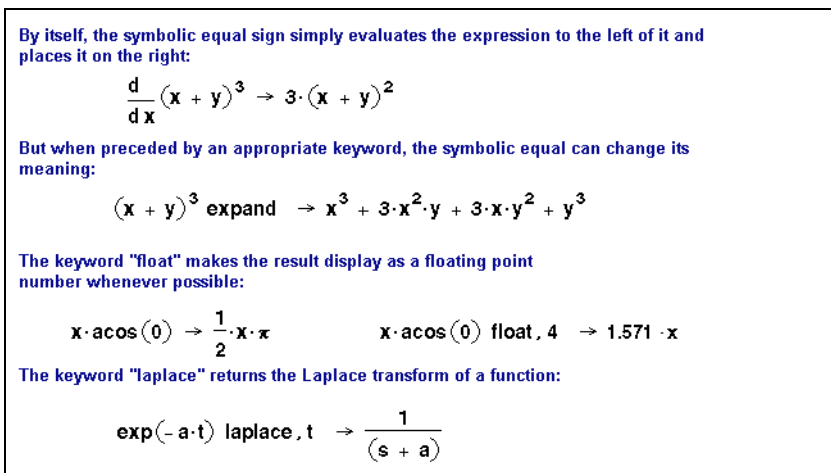 By itself, the symbolic equal sign simply evaluates the expression to the left of it and
places it on the right:
d/dx (x + y)³ → 3·(x + y)²
But when preceded by an appropriate keyword, the symbolic equal can change its
meaning:
(x + y)³ expand → x³ + 3·x²·y + 3·x·y² + y³
The keyword "float" makes the result display as a floating point
number whenever possible:
x·acos(0) → 1/2·x·π x·acos(0) float, 4 → 1.571 ·x
The keyword "laplace" returns the Laplace transform of a function:
exp(-a·t) laplace, t → 1/(s + a)